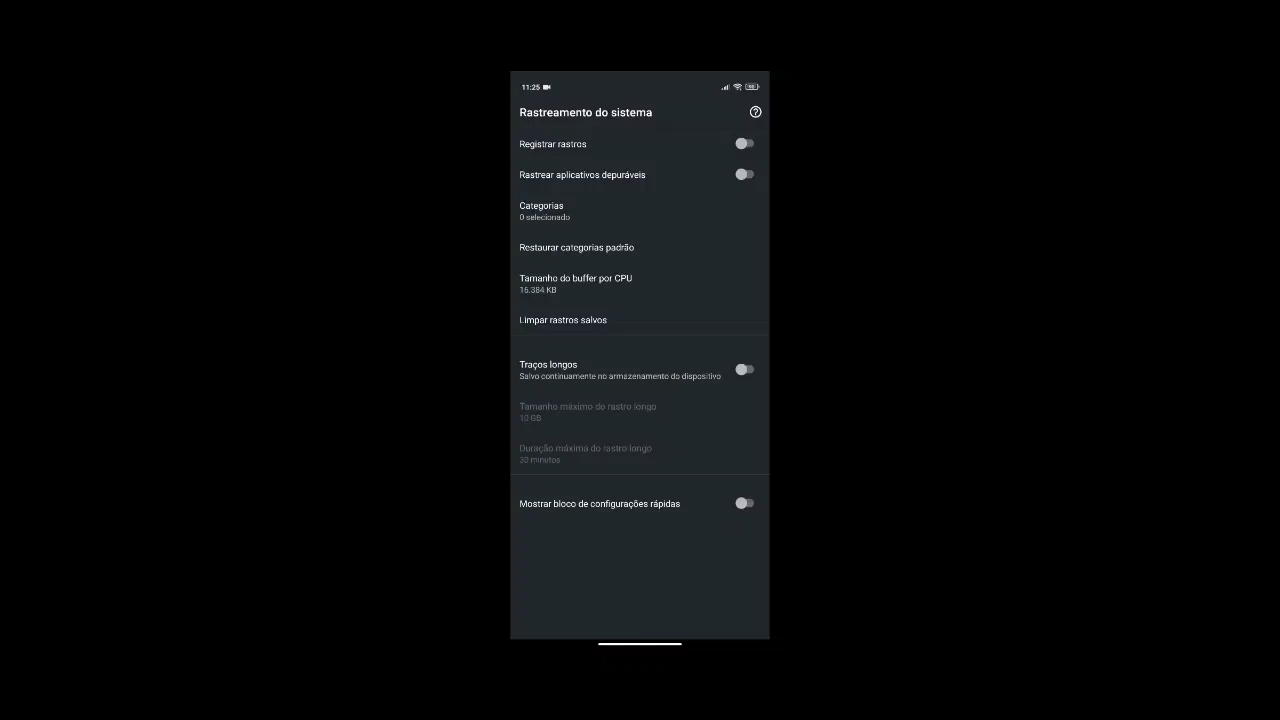 11:25
Rastreamento do sistema
Registrar rastros
Rastrear aplicativos depuráveis
Categorias
0 selecionado
Restaurar categorias padrão
Tamanho do buffer por CPU
16.384 KB
Limpar rastros salvos
Traços longos
Salvo continuamente no armazenamento do dispositivo
Tamanho máximo do rastro longo
10 GB
Duração máxima do rastro longo
30 minutos
Mostrar bloco de configurações rápidas